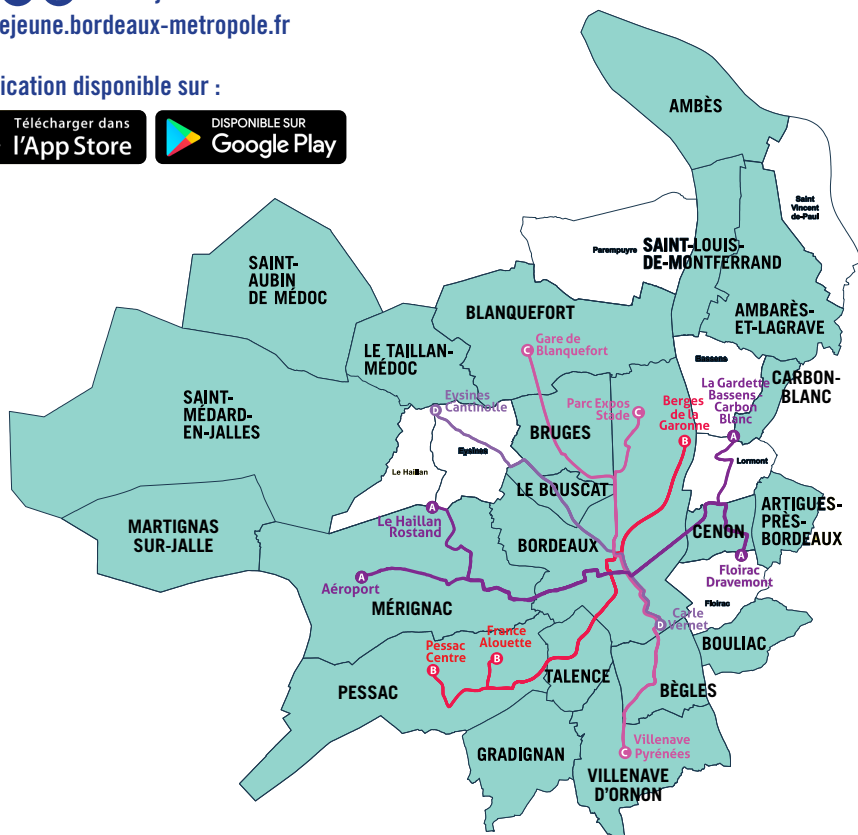 ejeune.bordeaux-metropole.fr
ication disponible sur :
Télécharger dans
l'App Store
DISPONIBLE SUR
Google Play
AMBÈS
Saint
Vincent
de-Paul
Parempuyre
SAINT-LOUIS-
DE-MONTFERRAND
SAINT-
AUBIN
DE MÉDOC
BLANQUEFORT
AMBARÈS-
ET-LAGRAVE
C
Gare de
Blanquefort
LE TAILLAN-
MÉDOC
Bassens
CARBON-
BLANC
La Gardette
Bassens -
Carbon
Blanc
A
SAINT-
MÉDARD-
EN-JALLES
Eysines
Cantinolle
D
Parc Expos
Stade
C
Berges
de la
Garonne
B
BRUGES
Eysines
Le Haillan
Lormont
LE BOUSCAT
ARTIGUES-
PRÈS-
BORDEAUX
A
Le Haillan
Rostand
MARTIGNAS
SUR-JALLE
BORDEAUX
CENON
A
Floirac
Dravemont
Aéroport
A
MÉRIGNAC
Floirac
Carle
Vernet
D
BOULIAC
Pessac
Centre
B
France
Alouette
B
TALENCE
PESSAC
BÈGLES
GRADIGNAN
C
Villenave
Pyrénées
VILLENAVE
D'ORNON